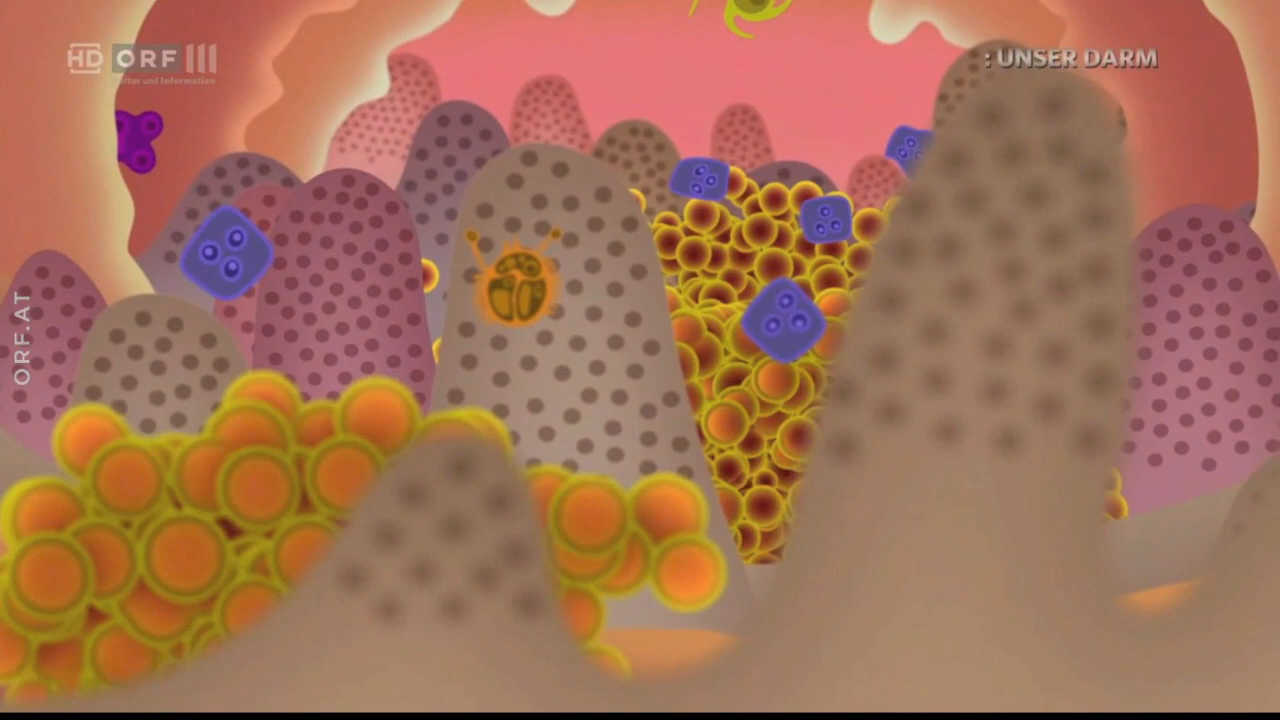 HD ORF III
Kultur und Information
: UNSER DARM
ORF.AT